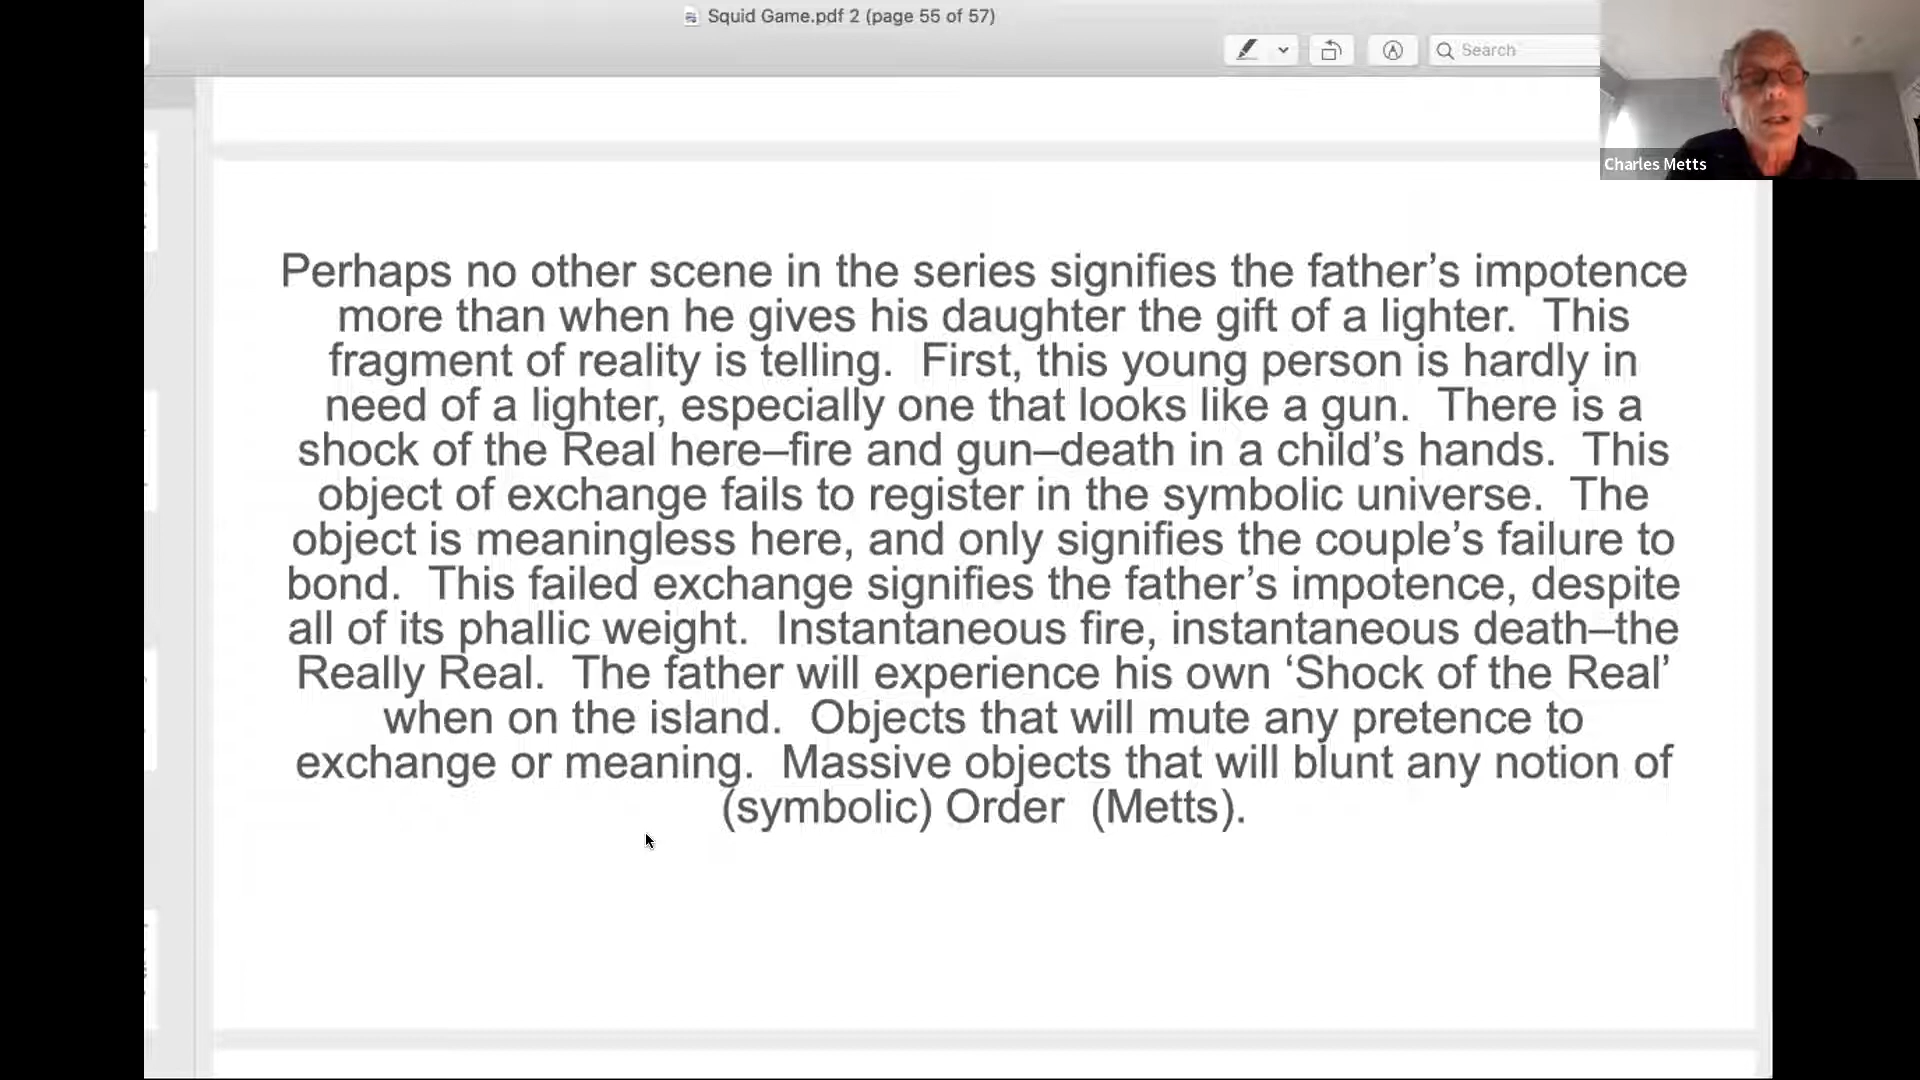 Squid Game.pdf 2 (page 55 of 57)
Search
Charles Metts
Perhaps no other scene in the series signifies the father’s impotence
more than when he gives his daughter the gift of a lighter.  This
fragment of reality is telling.  First, this young person is hardly in
need of a lighter, especially one that looks like a gun.  There is a
shock of the Real here–fire and gun–death in a child’s hands.  This
object of exchange fails to register in the symbolic universe.  The
object is meaningless here, and only signifies the couple’s failure to
bond.  This failed exchange signifies the father’s impotence, despite
all of its phallic weight.  Instantaneous fire, instantaneous death–the
Really Real.  The father will experience his own ‘Shock of the Real’
when on the island.  Objects that will mute any pretence to
exchange or meaning.  Massive objects that will blunt any notion of
(symbolic) Order  (Metts).